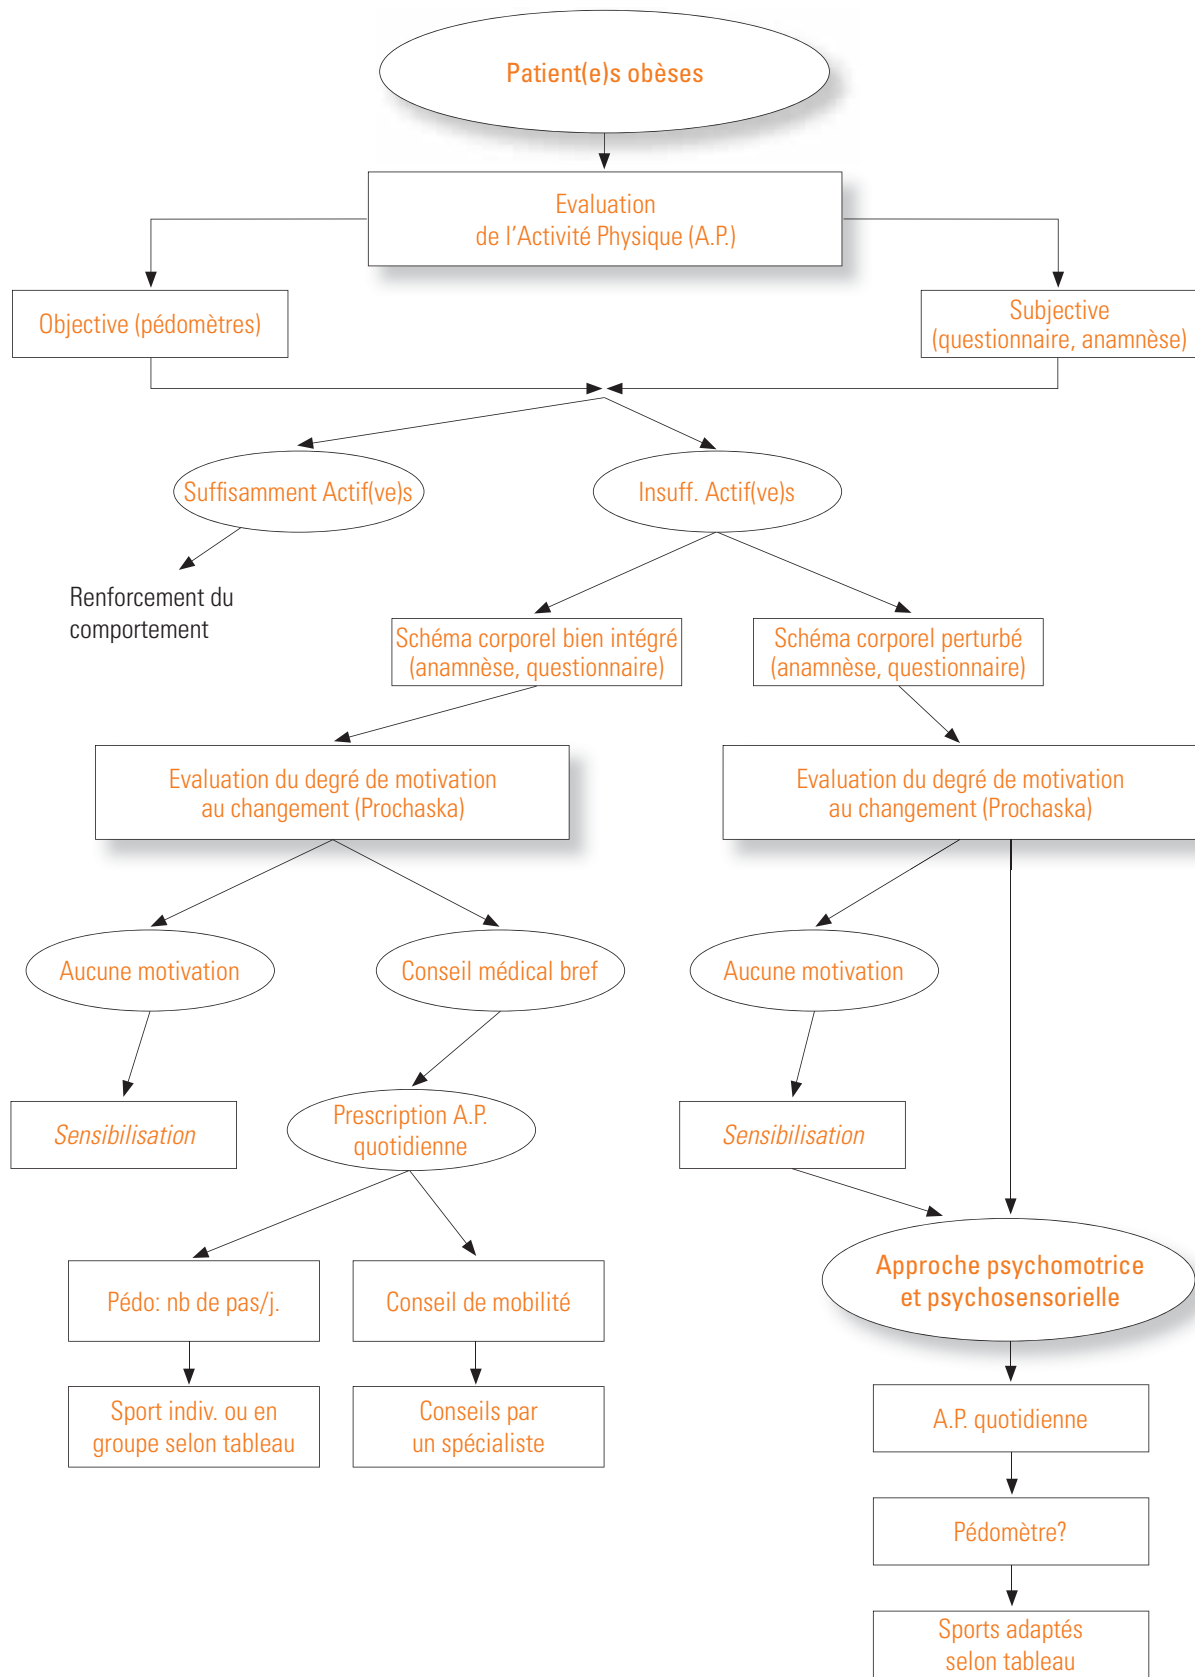 Patient(e)s obèses
Evaluation
de l'Activité Physique (A.P.)
Objective (pédomètres)
Subjective
(questionnaire, anamnèse)
Suffisamment Actif(ve)s
Insuff. Actif(ve)s
Renforcement du
comportement
Schéma corporel bien intégré
(anamnèse, questionnaire)
Schéma corporel perturbé
(anamnèse, questionnaire)
Evaluation du degré de motivation
au changement (Prochaska)
Evaluation du degré de motivation
au changement (Prochaska)
Aucune motivation
Conseil médical bref
Aucune motivation
Sensibilisation
Prescription A.P.
quotidienne
Sensibilisation
Pédo: nb de pas/j.
Conseil de mobilité
Approche psychomotrice
et psychosensorielle
Sport indiv. ou en
groupe selon tableau
Conseils par
un spécialiste
A.P. quotidienne
Pédomètre?
Sports adaptés
selon tableau